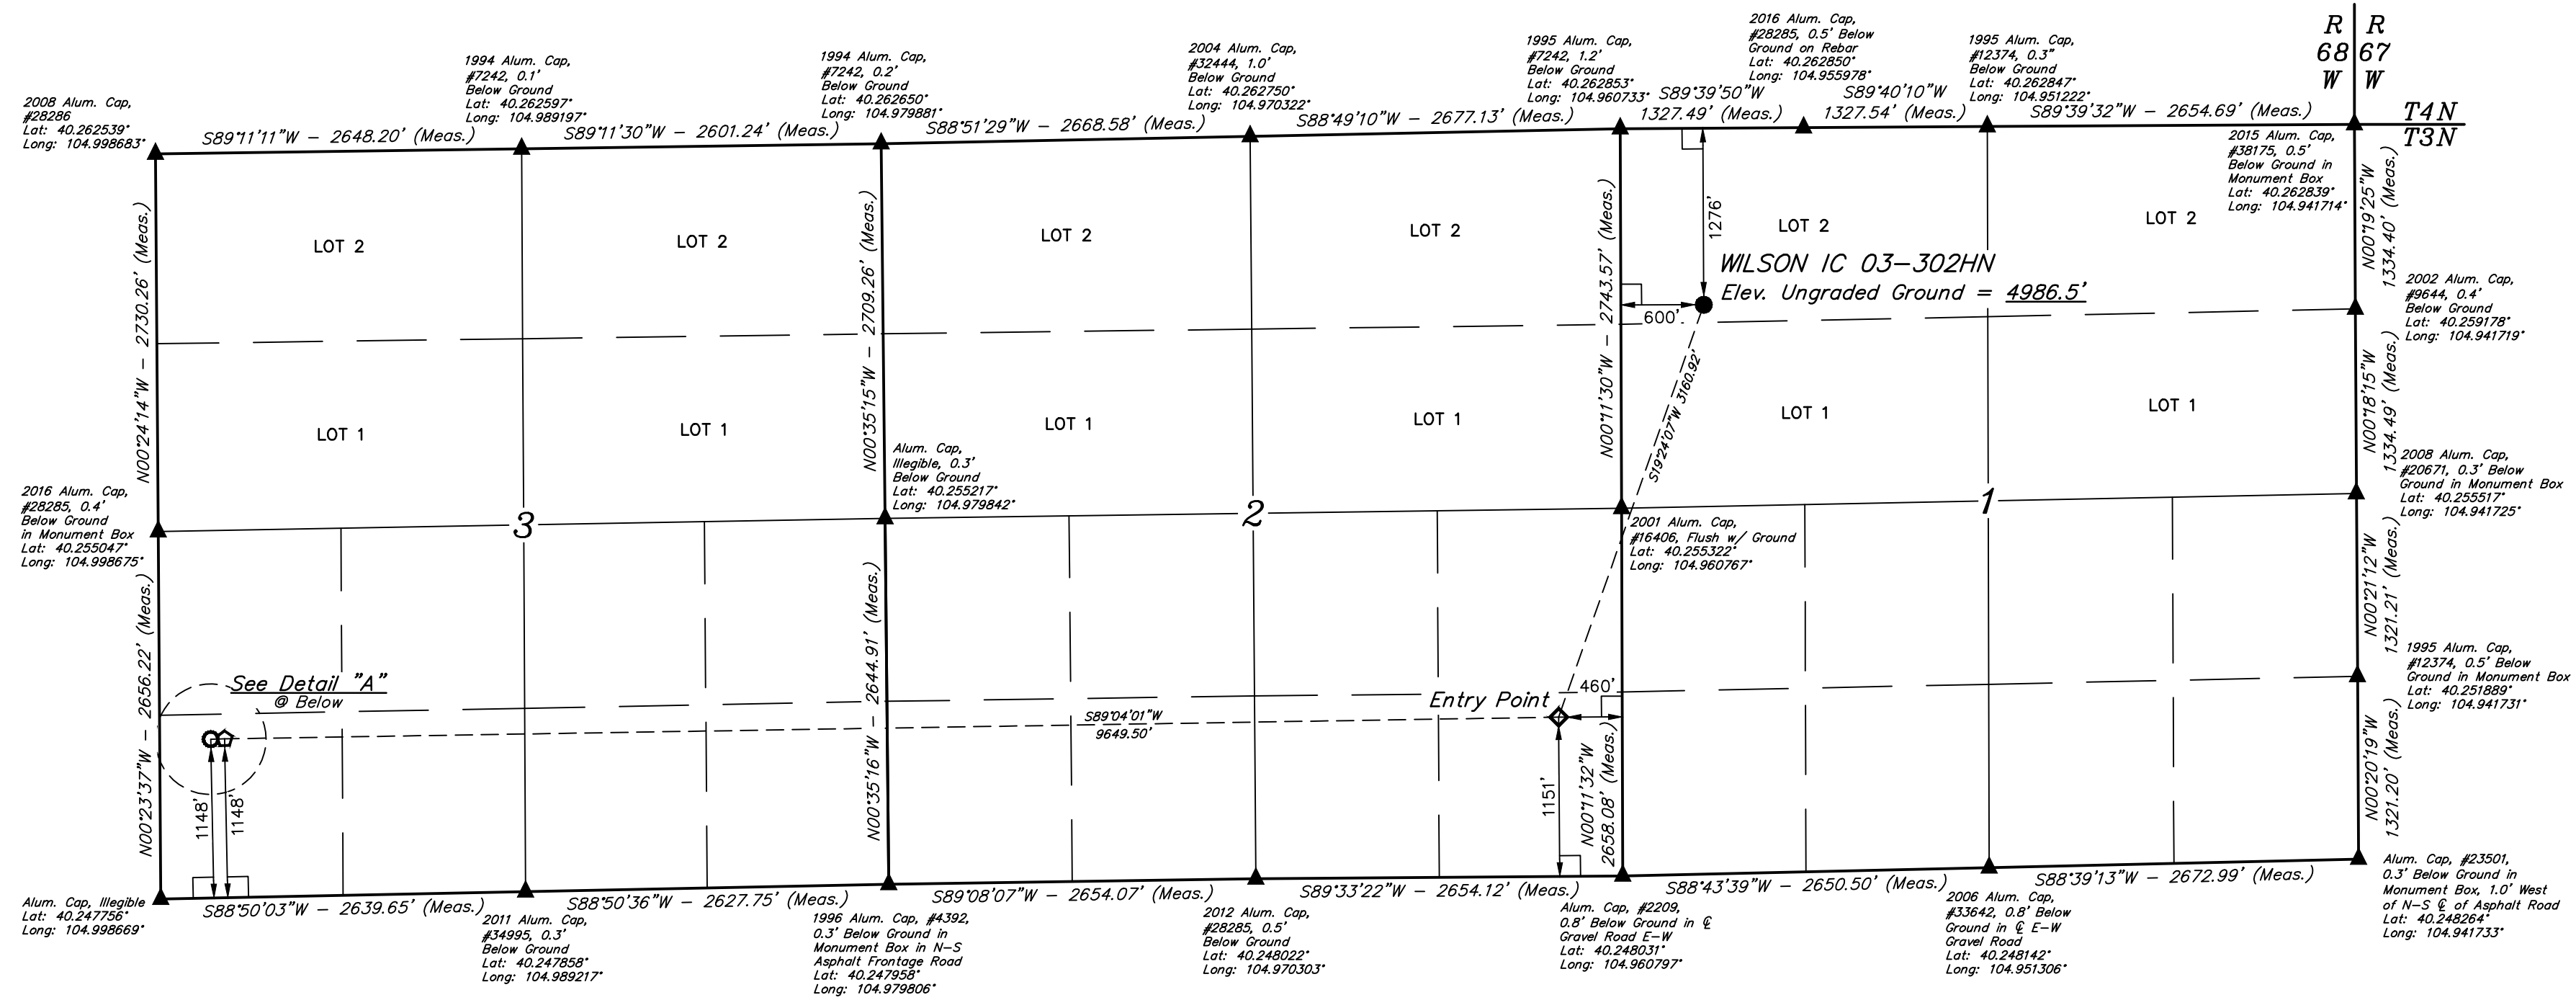 2008 Alum. Cap,
#28286
Lat: 40.262539°
Long: 104.998683°
1994 Alum. Cap,
#7242, 0.1'
Below Ground
Lat: 40.262597°
Long: 104.989197°
1994 Alum. Cap,
#7242, 0.2'
Below Ground
Lat: 40.262650°
Long: 104.979881°
2004 Alum. Cap,
#32444, 1.0'
Below Ground
Lat: 40.262750°
Long: 104.970322°
1995 Alum. Cap,
#7242, 1.2'
Below Ground
Lat: 40.262853°
Long: 104.960733°
2016 Alum. Cap,
#28285, 0.5' Below
Ground on Rebar
Lat: 40.262850°
Long: 104.955978°
1995 Alum. Cap,
#12374, 0.3"
Below Ground
Lat: 40.262847°
Long: 104.951222°
R R
68 67
W W
T4N
T3N
S89°11'11"W - 2648.20' (Meas.)
S89°11'30"W - 2601.24' (Meas.)
S88°51'29"W - 2668.58' (Meas.)
S88°49'10"W - 2677.13' (Meas.)
S89°39'50"W
1327.49' (Meas.)
S89°40'10"W
1327.54' (Meas.)
S89°39'32"W - 2654.69' (Meas.)
2015 Alum. Cap,
#38175, 0.5'
Below Ground in
Monument Box
Lat: 40.262839°
Long: 104.941714°
N00°24'14"W - 2730.26' (Meas.)
N00°35'15"W - 2709.26' (Meas.)
N00°11'30"W - 2743.57' (Meas.)
N00°19'25"W
1334.40' (Meas.)
LOT 2
LOT 2
LOT 2
LOT 2
LOT 2
LOT 2
1276'
WILSON IC 03-302HN
Elev. Ungraded Ground = 4986.5'
600'
S19°24'07"W 3160.92'
2002 Alum. Cap,
#9644, 0.4'
Below Ground
Lat: 40.259178°
Long: 104.941719°
N00°18'15"W
1334.49' (Meas.)
LOT 1
LOT 1
LOT 1
LOT 1
LOT 1
LOT 1
2016 Alum. Cap,
#28285, 0.4'
Below Ground
in Monument Box
Lat: 40.255047°
Long: 104.998675°
Alum. Cap,
Illegible, 0.3'
Below Ground
Lat: 40.255217°
Long: 104.979842°
2008 Alum. Cap,
#20671, 0.3' Below
Ground in Monument Box
Lat: 40.255517°
Long: 104.941725°
3
2
1
2001 Alum. Cap,
#16406, Flush w/ Ground
Lat: 40.255322°
Long: 104.960767°
N00°23'37"W - 2656.22' (Meas.)
N00°35'16"W - 2644.91' (Meas.)
N00°11'32"W
2658.08' (Meas.)
N00°21'12"W
1321.21' (Meas.)
1995 Alum. Cap,
#12374, 0.5' Below
Ground in Monument Box
Lat: 40.251889°
Long: 104.941731°
N00°20'19"W
1321.20' (Meas.)
See Detail "A"
@ Below
1148'
1148'
S89°04'01"W
9649.50'
Entry Point
460'
1151'
S88°50'03"W - 2639.65' (Meas.)
S88°50'36"W - 2627.75' (Meas.)
S89°08'07"W - 2654.07' (Meas.)
S89°33'22"W - 2654.12' (Meas.)
S88°43'39"W - 2650.50' (Meas.)
S88°39'13"W - 2672.99' (Meas.)
Alum. Cap, Illegible
Lat: 40.247756°
Long: 104.998669°
2011 Alum. Cap,
#34995, 0.3'
Below Ground
Lat: 40.247858°
Long: 104.989217°
1996 Alum. Cap, #4392,
0.3' Below Ground in
Monument Box in N-S
Asphalt Frontage Road
Lat: 40.247958°
Long: 104.979806°
2012 Alum. Cap,
#28285, 0.5'
Below Ground
Lat: 40.248022°
Long: 104.970303°
Alum. Cap, #2209,
0.8' Below Ground in ℄
Gravel Road E-W
Lat: 40.248031°
Long: 104.960797°
2006 Alum. Cap,
#33642, 0.8' Below
Ground in ℄ E-W
Gravel Road
Lat: 40.248142°
Long: 104.951306°
Alum. Cap, #23501,
0.3' Below Ground in
Monument Box, 1.0' West
of N-S ℄ of Asphalt Road
Lat: 40.248264°
Long: 104.941733°